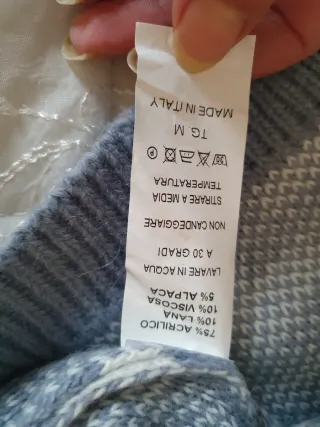 75% ACRILICO
10% LANA
10% VISCOSA
5% ALPACA
LAVARE IN ACQUA
A 30 GRADI
NON CANDEGGIARE
STIRARE A MEDIA
TEMPERATURA
P
TG M
MADE IN ITALY